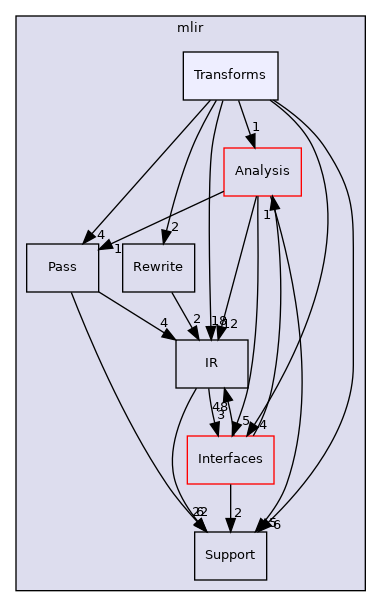 mlir
Transforms
1
Analysis
4
2
1
1
Pass
Rewrite
4
2
12
IR
48
3
5
4
Interfaces
2
6
Support